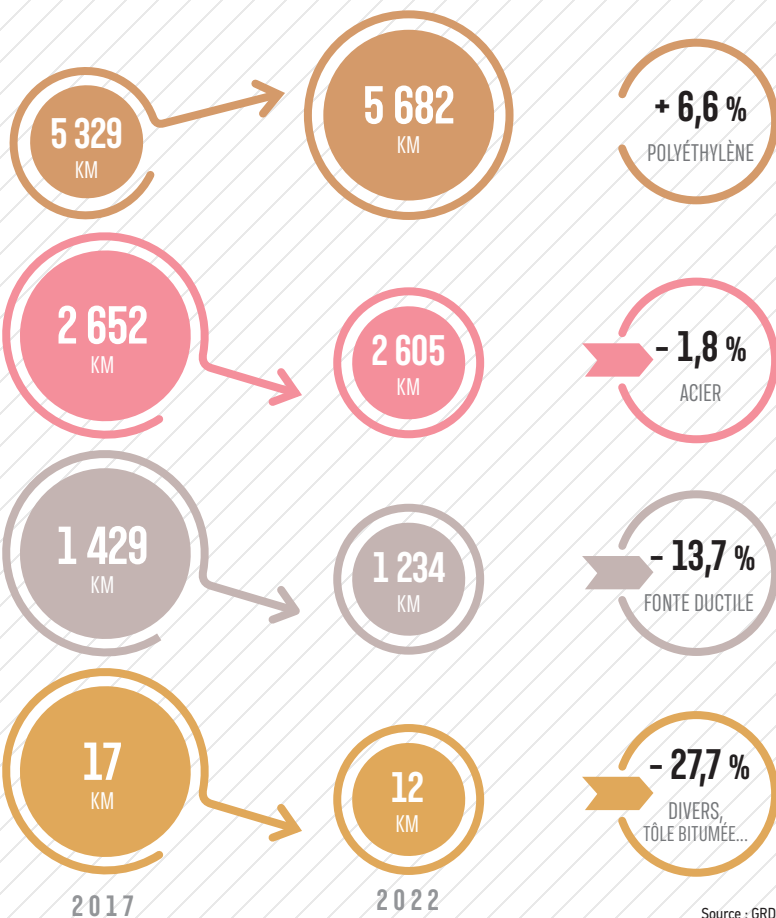 5 329
KM
5 682
KM
+ 6,6 %
POLYÉTHYLÈNE
2 652
KM
2 605
KM
- 1,8 %
ACIER
1 429
KM
1 234
KM
- 13,7 %
FONTE DUCTILE
17
KM
12
KM
- 27,7 %
DIVERS,
TÔLE BITUMÉE...
2017
2022
Source : GRD